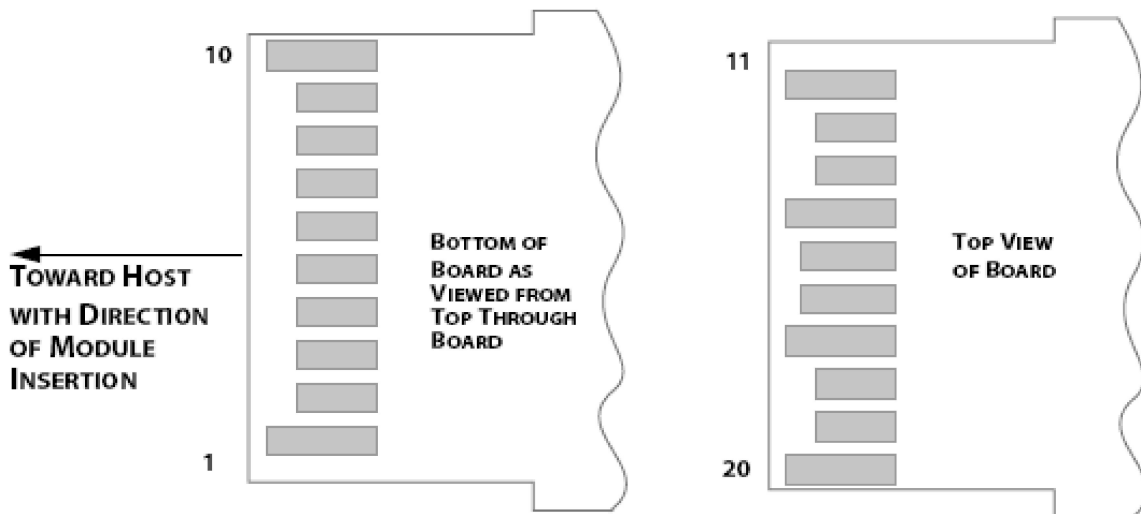 10
1
TOWARD HOST
WITH DIRECTION
OF MODULE
INSERTION
BOTTOM OF
BOARD AS
VIEWED FROM
TOP THROUGH
BOARD
11
20
TOP VIEW
OF BOARD